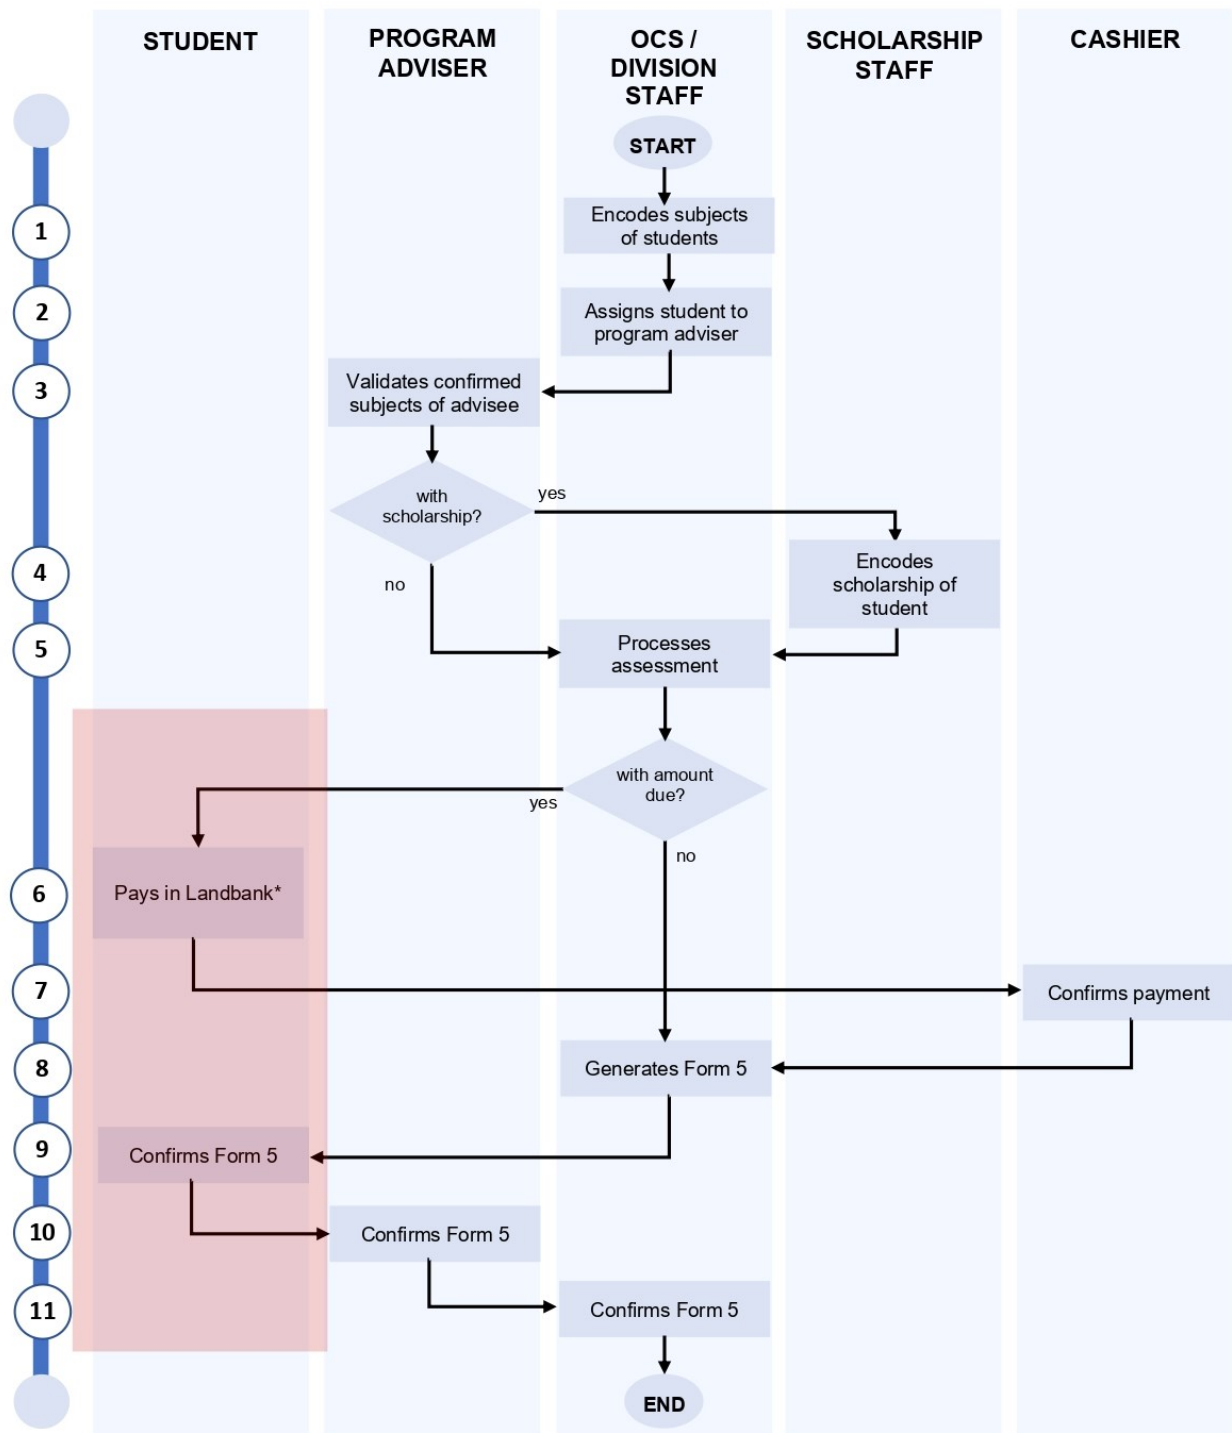 STUDENT
PROGRAM
ADVISER
OCS /
DIVISION
STAFF
SCHOLARSHIP
STAFF
CASHIER
START
1
Encodes subjects
of students
2
Assigns student to
program adviser
3
Validates confirmed
subjects of advisee
with
scholarship?
yes
no
4
Encodes
scholarship of
student
5
Processes
assessment
with amount
due?
yes
no
6
Pays in Landbank*
7
Confirms payment
8
Generates Form 5
9
Confirms Form 5
10
Confirms Form 5
11
Confirms Form 5
END